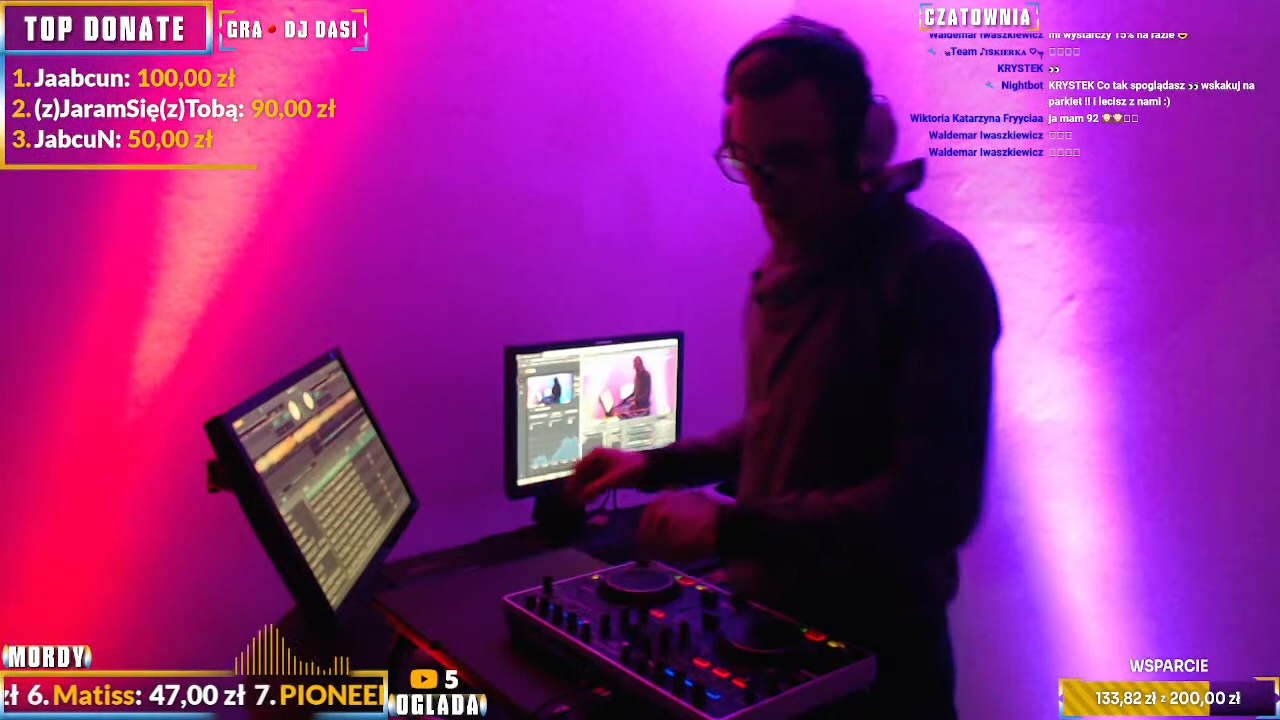 TOP DONATE
GRA DJ DASI
1. Jaabcun: 100,00 zł
2. (z)JaramSię(z)Tobą: 90,00 zł
3. JabcuN: 50,00 zł
CZATOWNIA
Waldemar Iwaszkiewicz mi wystarczy 15% na razie
Team
KRYSTEK
Nightbot KRYSTEK Co tak spoglądasz wskakuj na
parkiet !! I lecisz z nami :)
Wiktoria Katarzyna Fryyciaa ja mam 92
Waldemar Iwaszkiewicz
Waldemar Iwaszkiewicz
MORDY
zł 6. Matiss: 47,00 zł 7. PIONEE
5
OGLADA
WSPARCIE
133,82 zł z 200,00 zł